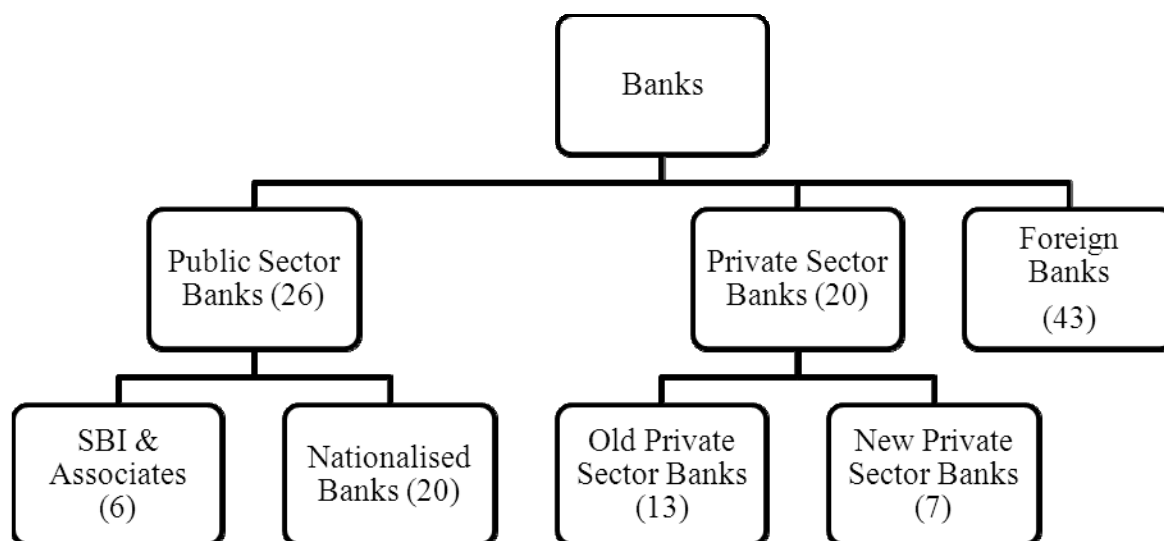 Banks
Public Sector
Banks (26)
Private Sector
Banks (20)
Foreign
Banks
(43)
SBI &
Associates
(6)
Nationalised
Banks (20)
Old Private
Sector Banks
(13)
New Private
Sector Banks
(7)